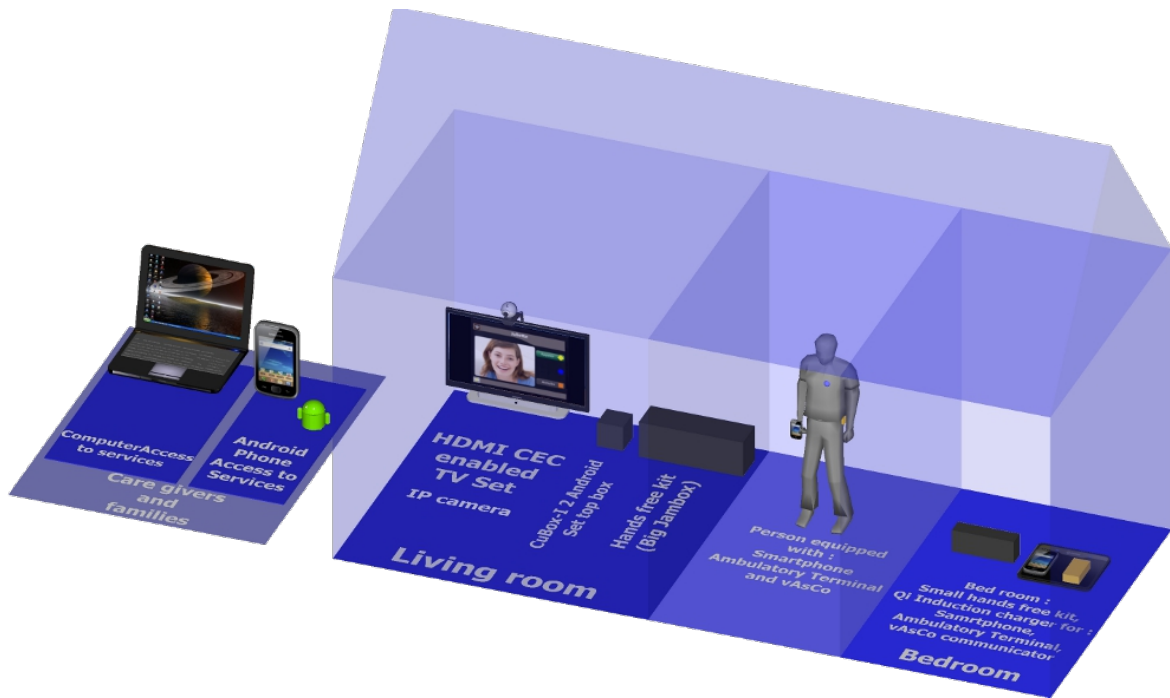 ComputerAccess
to services
Android
Phone
Access to
Services
Care givers
and
families
HDMI CEC
enabled
TV Set
IP camera
CuBox-I 2 Android
Set top box
Hands free kit
(Big Jambox)
Living room
Person equipped
with :
Smartphone
Ambulatory Terminal
and vAsCo
Bed room :
Small hands free kit,
QI Induction charger for :
Samrtphone,
Ambulatory Terminal,
vAsCo communicator
Bedroom